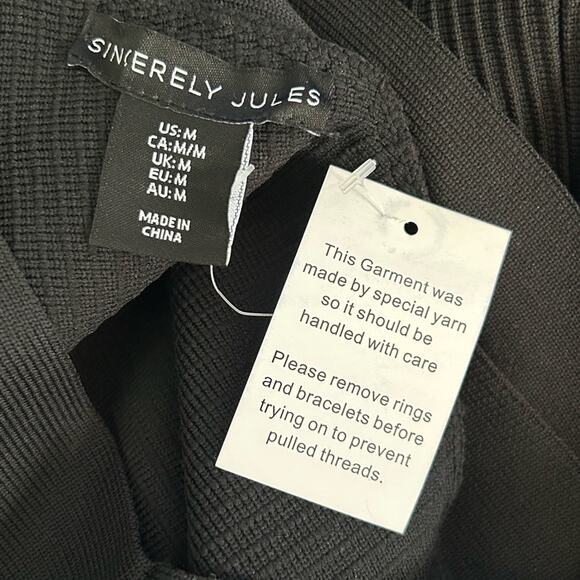 SINCERELY JULES
US: M
CA: M/M
UK: M
EU: M
AU: M
MADE IN
CHINA
This Garment was
made by special yarn
so it should be
handled with care
Please remove rings
and bracelets before
trying on to prevent
pulled threads.